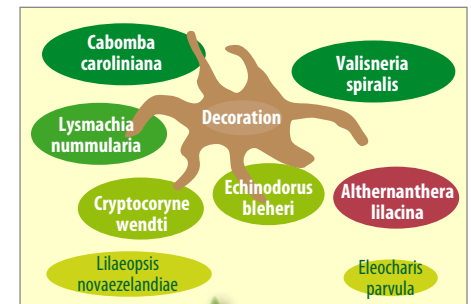 Cabomba
caroliniana
Valisneria
spiralis
Decoration
Lysmachia
nummularia
Echinodorus
bleheri
Althernanthera
lilacina
Cryptocoryne
wendti
Lilaeopsis
novaezelandiae
Eleocharis
parvula